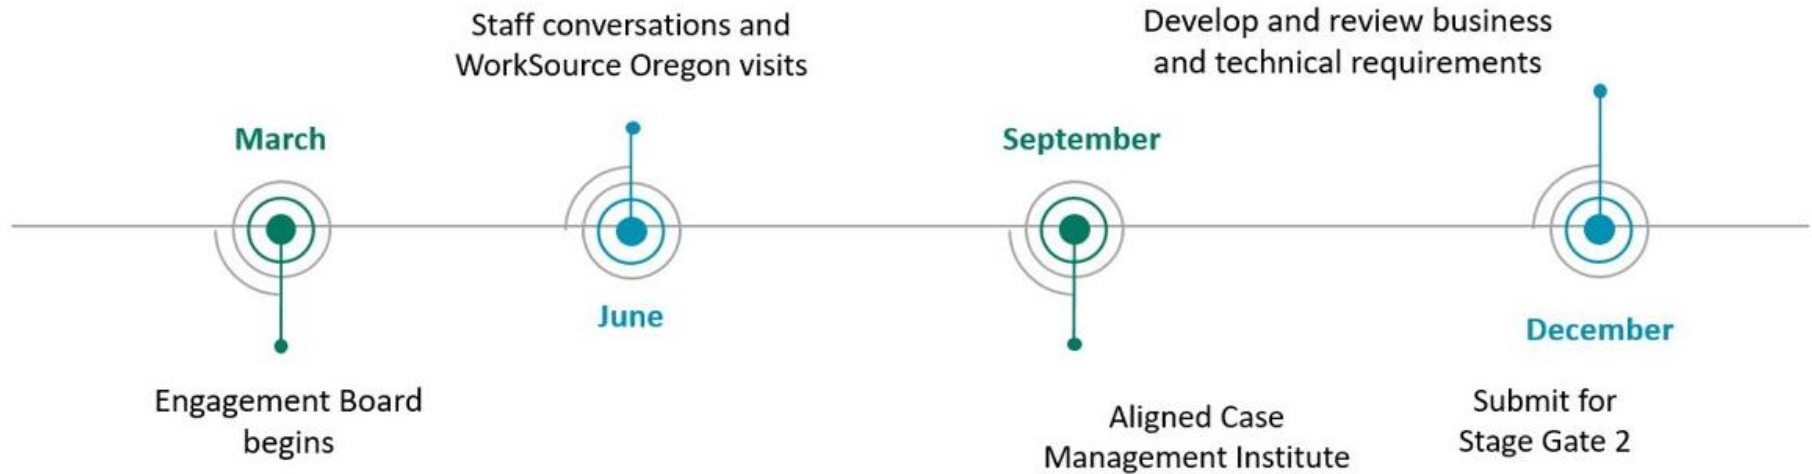 March
Engagement Board
begins
Staff conversations and
WorkSource Oregon visits
June
September
Aligned Case
Management Institute
Develop and review business
and technical requirements
December
Submit for
Stage Gate 2